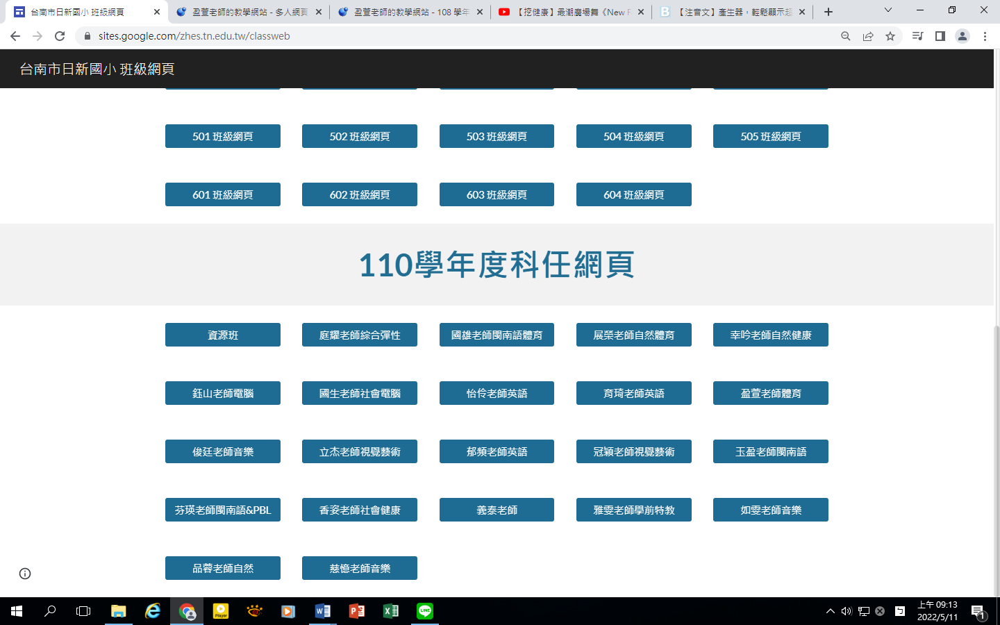 台南市日新國小 班級網頁
盈萱老師的教學網站 - 多人網頁
盈萱老師的教學網站 - 108 學年
【挖健康】最潮廣場舞《New F
【注音文】產生器，輕鬆顯示超
sites.google.com/zhes.tn.edu.tw/classweb
台南市日新國小 班級網頁
501 班級網頁
502 班級網頁
503 班級網頁
504 班級網頁
505 班級網頁
601 班級網頁
602 班級網頁
603 班級網頁
604 班級網頁
110學年度科任網頁
資源班
庭耀老師綜合彈性
國雄老師閩南語體育
展榮老師自然體育
幸吟老師自然健康
鈺山老師電腦
國生老師社會電腦
怡伶老師英語
育琦老師英語
盈萱老師體育
俊廷老師音樂
立杰老師視覺藝術
郁頻老師英語
冠穎老師視覺藝術
玉盈老師閩南語
芬瑛老師閩南語&PBL
香姿老師社會健康
義泰老師
雅雯老師學前特教
如雯老師音樂
品蓉老師自然
慈憶老師音樂
Player
LINE
ㄅ
上午 09:13
2022/5/11
1